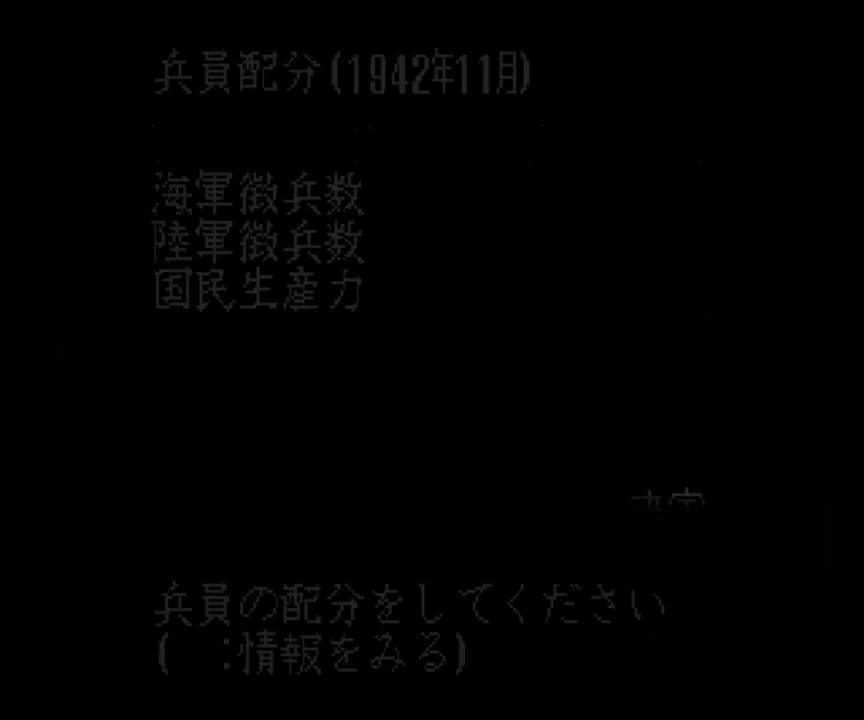 兵員配分(1942年11月)
海軍徴兵数
陸軍徴兵数
国民生産力
決定
兵員の配分をしてください
( :情報をみる)